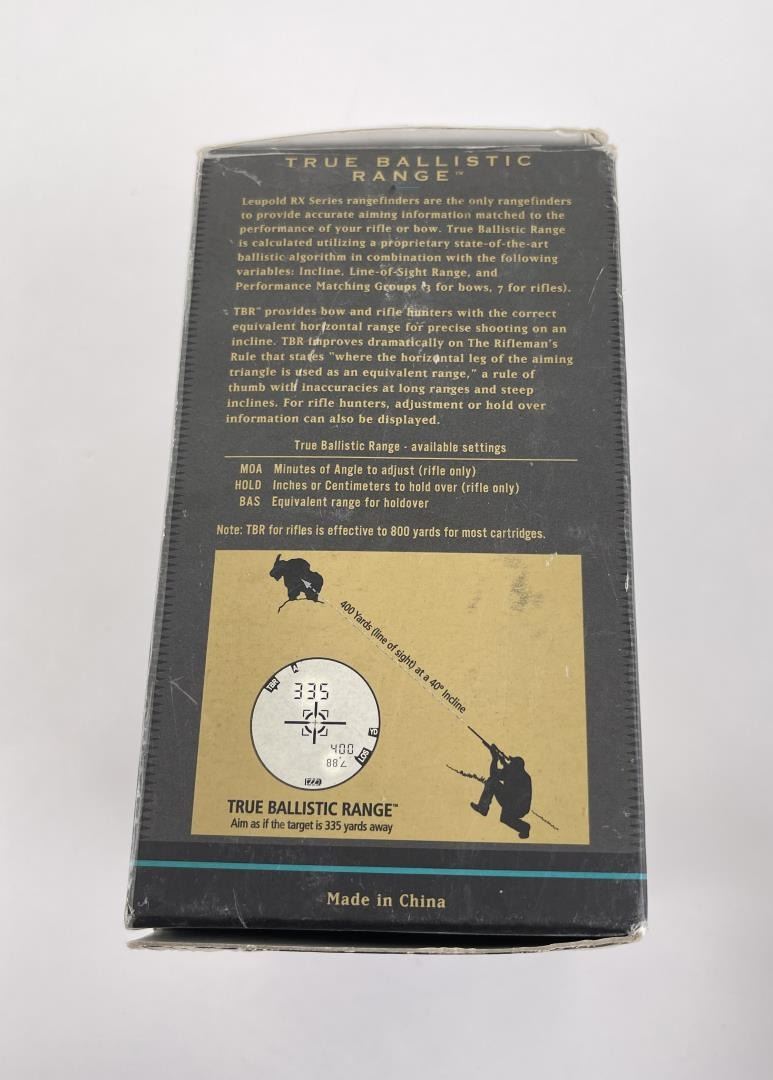 TRUE BALLISTIC
RANGE™
Leupold RX Series rangefinders are the only rangefinders
to provide accurate aiming information matched to the
performance of your rifle or bow. True Ballistic Range
is calculated utilizing a proprietary state-of-the-art
ballistic algorithm in combination with the following
variables: Incline, Line-of-Sight Range, and
Performance Matching Groups (3 for bows, 7 for rifles).
TBR™ provides bow and rifle hunters with the correct
equivalent horizontal range for precise shooting on an
incline. TBR improves dramatically on The Rifleman's
Rule that states "where the horizontal leg of the aiming
triangle is used as an equivalent range," a rule of
thumb with inaccuracies at long ranges and steep
inclines. For rifle hunters, adjustment or hold over
information can also be displayed.
True Ballistic Range - available settings
MOA Minutes of Angle to adjust (rifle only)
HOLD Inches or Centimeters to hold over (rifle only)
BAS Equivalent range for holdover
Note: TBR for rifles is effective to 800 yards for most cartridges.
400 Yards (line of sight) at a 40° Incline
A
TBR
335
YD
400
LOS
TRUE BALLISTIC RANGE™
Aim as if the target is 335 yards away
Made in China